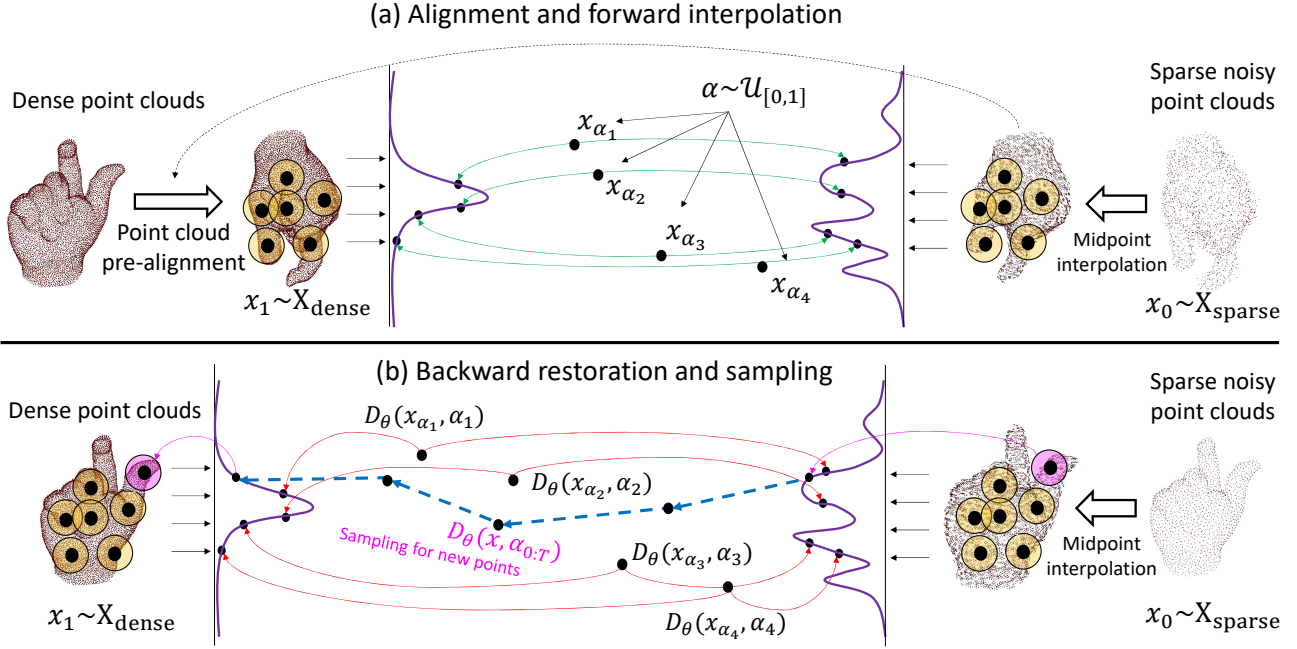 (a) Alignment and forward interpolation
Dense point clouds
Sparse noisy
point clouds
α~𝒰[0,1]
x_{α_1}
x_{α_2}
x_{α_3}
x_{α_4}
Point cloud
pre-alignment
Midpoint
interpolation
x_1~X_dense
x_0~X_sparse
(b) Backward restoration and sampling
Dense point clouds
Sparse noisy
point clouds
D_θ(x_{α_1}, α_1)
D_θ(x_{α_2}, α_2)
D_θ(x, α_{0:T})
Sampling for new
points
D_θ(x_{α_3}, α_3)
D_θ(x_{α_4}, α_4)
Midpoint
interpolation
x_1~X_dense
x_0~X_sparse